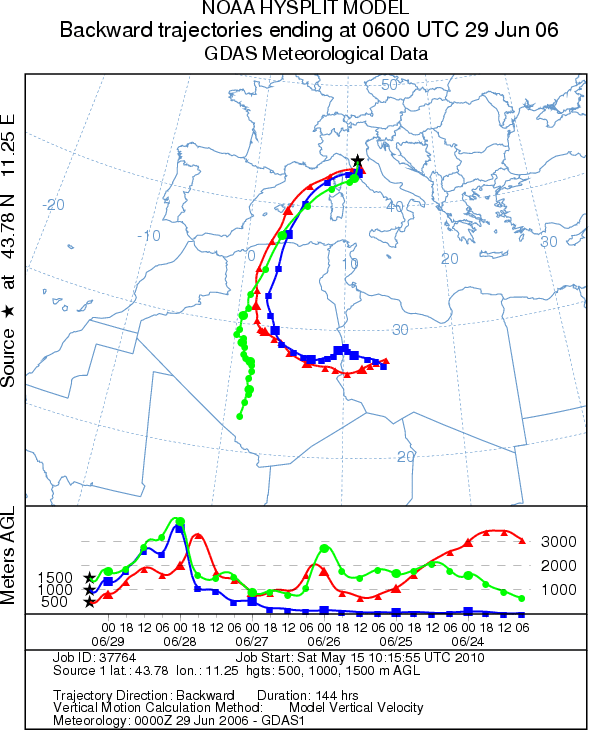 NOAA HYSPLIT MODEL
Backward trajectories ending at 0600 UTC 29 Jun 06
GDAS Meteorological Data
Source ★ at 43.78 N 11.25 E
50
40
-20
-10
0
10
20
30
30
20
Meters AGL
1500
1000
500
3000
2000
1000
00 18 12 06 00 18 12 06 00 18 12 06 00 18 12 06 00 18 12 06 00 18 12 06
06/29 06/28 06/27 06/26 06/25 06/24
Job ID: 37764 Job Start: Sat May 15 10:15:55 UTC 2010
Source 1 lat.: 43.78 lon.: 11.25 hgts: 500, 1000, 1500 m AGL
Trajectory Direction: Backward Duration: 144 hrs
Vertical Motion Calculation Method: Model Vertical Velocity
Meteorology: 0000Z 29 Jun 2006 - GDAS1